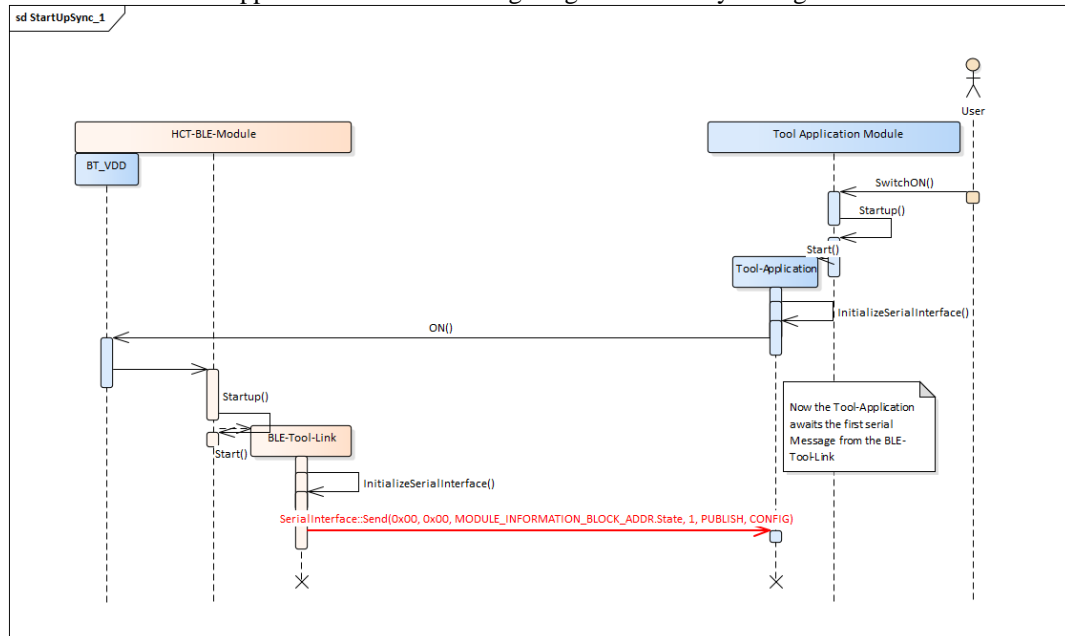 sd StartUpSync_1
User
HCT-BLE-Module
Tool Application Module
BT_VDD
SwitchON()
Startup()
Start()
Tool-Application
InitializeSerialInterface()
ON()
Startup()
Now the Tool-Application
awaits the first serial
Message from the BLE-
Tool-Link
BLE-Tool-Link
Start()
InitializeSerialInterface()
SerialInterface::Send(0x00, 0x00, MODULE_INFORMATION_BLOCK_ADDR.State, 1, PUBLISH, CONFIG)